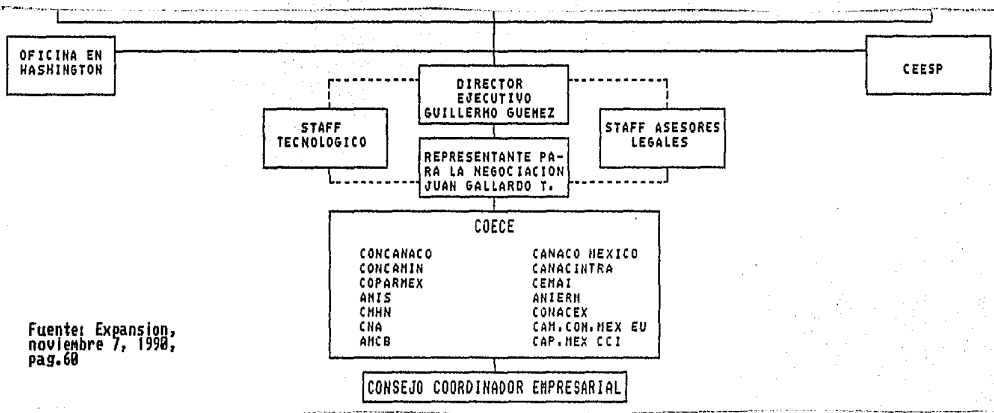 OFICINA EN
WASHINGTON
CEESP
DIRECTOR
EJECUTIVO
GUILLERMO GUEMEZ
STAFF
TECNOLOGICO
STAFF ASESORES
LEGALES
REPRESENTANTE PA-
RA LA NEGOCIACION
JUAN GALLARDO T.
COECE
CONCANACO CANACO MEXICO
CONCAMIN CANACINTRA
COPARMEX CEMAI
AMIS ANIERM
CMHN CONACEX
CNA CAM.COM.MEX EU
AMCB CAP.MEX CCI
Fuente: Expansion,
noviembre 7, 1990,
pag.60
CONSEJO COORDINADOR EMPRESARIAL